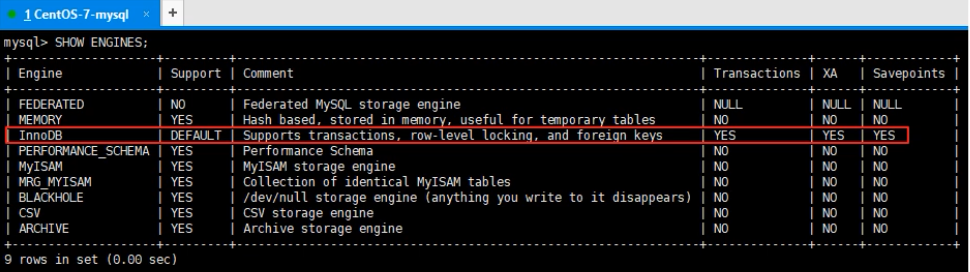 1 CentOS-7-mysql × +
mysql> SHOW ENGINES;
+--------------------+---------+----------------------------------------------------------------+--------------+------+------------+
| Engine             | Support | Comment                                                        | Transactions | XA   | Savepoints |
+--------------------+---------+----------------------------------------------------------------+--------------+------+------------+
| FEDERATED          | NO      | Federated MySQL storage engine                                 | NULL         | NULL | NULL       |
| MEMORY             | YES     | Hash based, stored in memory, useful for temporary tables      | NO           | NO   | NO         |
| InnoDB             | DEFAULT | Supports transactions, row-level locking, and foreign keys     | YES          | YES  | YES        |
| PERFORMANCE_SCHEMA | YES     | Performance Schema                                             | NO           | NO   | NO         |
| MyISAM             | YES     | MyISAM storage engine                                          | NO           | NO   | NO         |
| MRG_MYISAM         | YES     | Collection of identical MyISAM tables                          | NO           | NO   | NO         |
| BLACKHOLE          | YES     | /dev/null storage engine (anything you write to it disappears) | NO           | NO   | NO         |
| CSV                | YES     | CSV storage engine                                             | NO           | NO   | NO         |
| ARCHIVE            | YES     | Archive storage engine                                         | NO           | NO   | NO         |
+--------------------+---------+----------------------------------------------------------------+--------------+------+------------+
9 rows in set (0.00 sec)